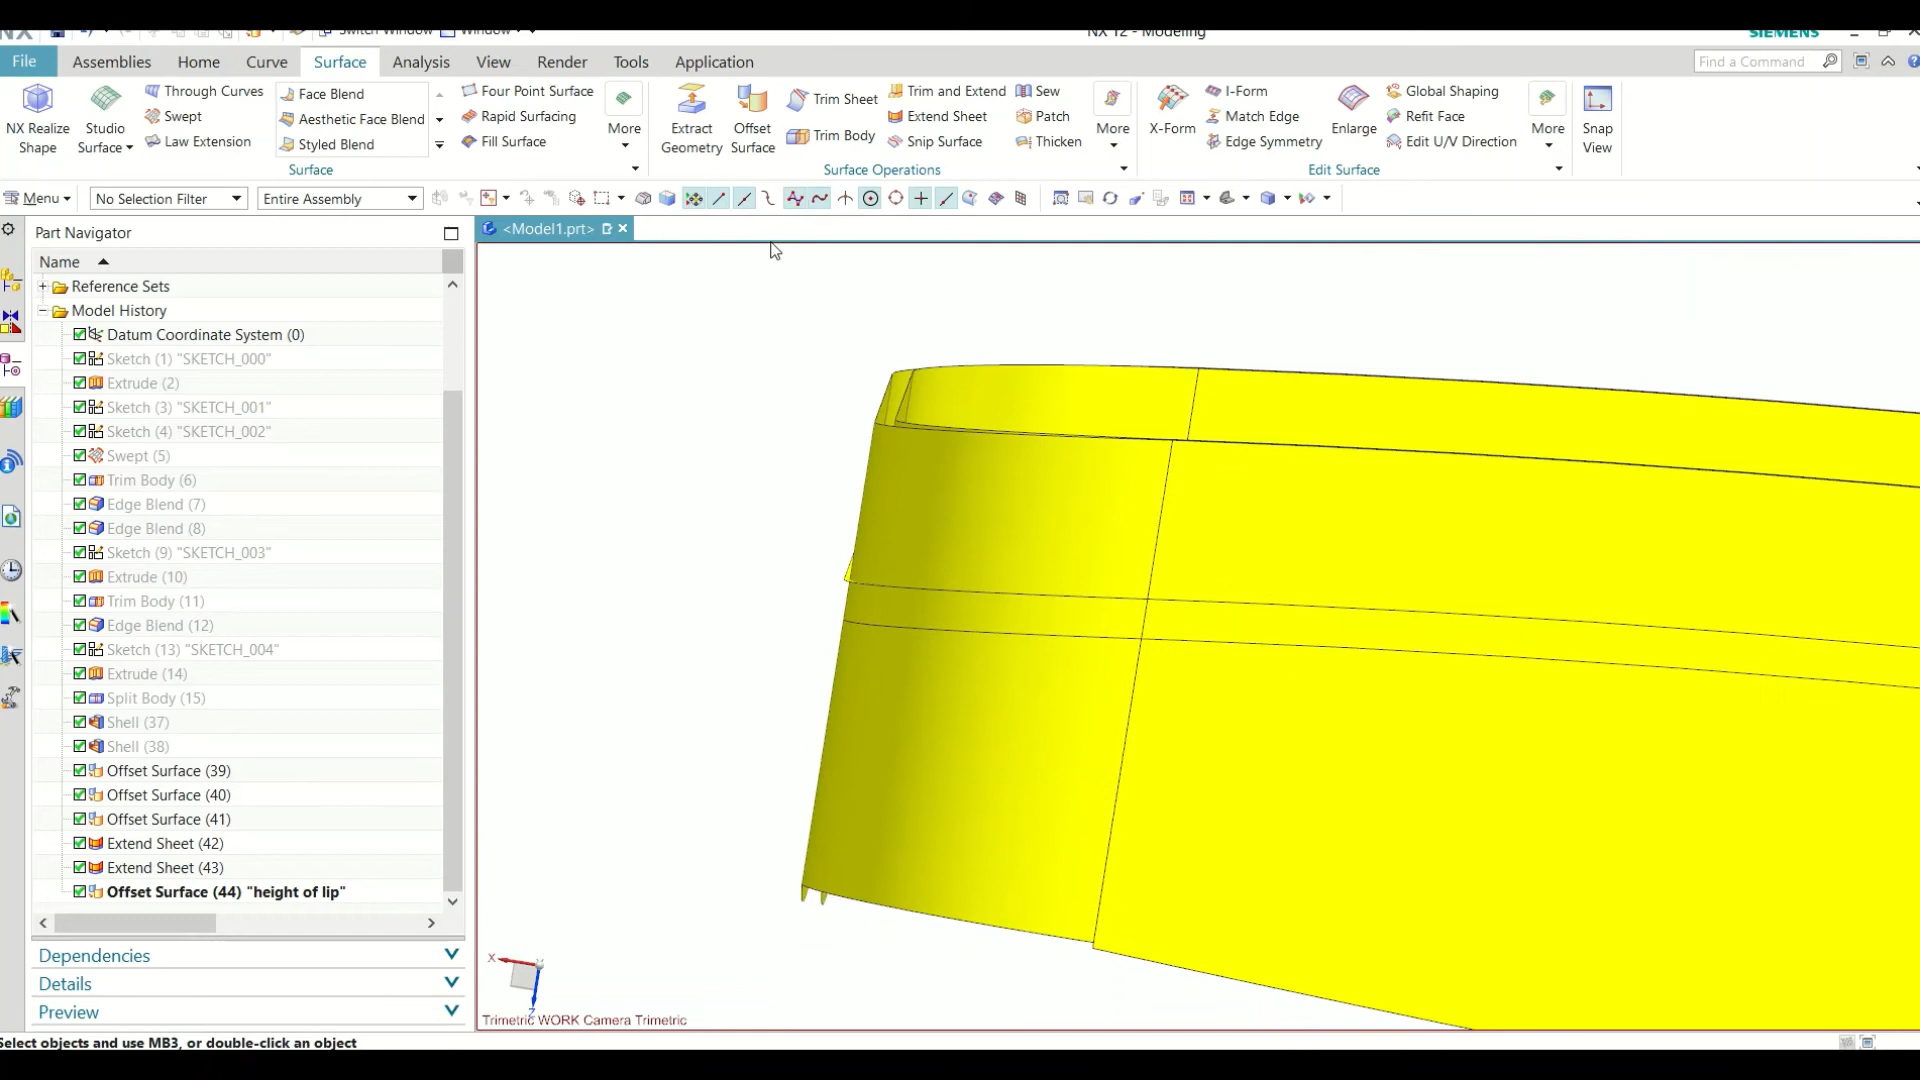 NX
Switch Window
Window
NX 12 - Modeling
SIEMENS
File
Assemblies
Home
Curve
Surface
Analysis
View
Render
Tools
Application
Find a Command
NX Realize Shape
Studio Surface
Through Curves
Swept
Law Extension
Face Blend
Aesthetic Face Blend
Styled Blend
Four Point Surface
Rapid Surfacing
Fill Surface
More
Surface
Extract Geometry
Offset Surface
Trim Sheet
Trim Body
Trim and Extend
Extend Sheet
Snip Surface
Sew
Patch
Thicken
More
Surface Operations
X-Form
I-Form
Match Edge
Edge Symmetry
Enlarge
Global Shaping
Refit Face
Edit U/V Direction
More
Edit Surface
Snap View
Menu
No Selection Filter
Entire Assembly
Part Navigator
<Model1.prt>
Name
Reference Sets
Model History
Datum Coordinate System (0)
Sketch (1) "SKETCH_000"
Extrude (2)
Sketch (3) "SKETCH_001"
Sketch (4) "SKETCH_002"
Swept (5)
Trim Body (6)
Edge Blend (7)
Edge Blend (8)
Sketch (9) "SKETCH_003"
Extrude (10)
Trim Body (11)
Edge Blend (12)
Sketch (13) "SKETCH_004"
Extrude (14)
Split Body (15)
Shell (37)
Shell (38)
Offset Surface (39)
Offset Surface (40)
Offset Surface (41)
Extend Sheet (42)
Extend Sheet (43)
Offset Surface (44) "height of lip"
Dependencies
Details
Preview
X
Z
Trimetric WORK Camera Trimetric
Select objects and use MB3, or double-click an object